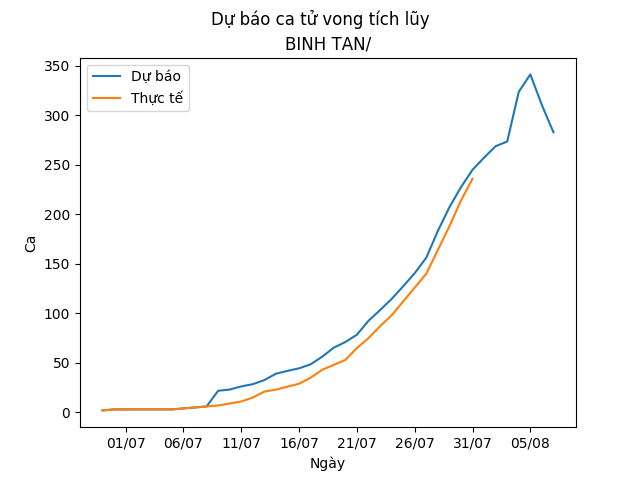 Dự báo ca tử vong tích lũy
BINH TAN/
Dự báo
Thực tế
350
300
250
200
150
100
50
0
Ca
01/07 06/07 11/07 16/07 21/07 26/07 31/07 05/08
Ngày